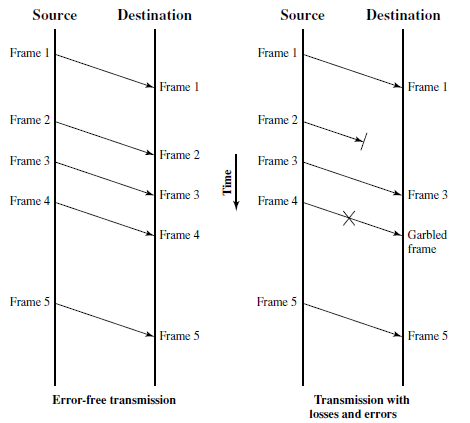 Source Destination
Frame 1
Frame 1
Frame 2
Frame 2
Frame 3
Frame 3
Frame 4
Frame 4
Frame 5
Frame 5
Error-free transmission
Time
Source Destination
Frame 1
Frame 1
Frame 2
Frame 3
Frame 3
Frame 4
Garbled
frame
Frame 5
Frame 5
Transmission with
losses and errors